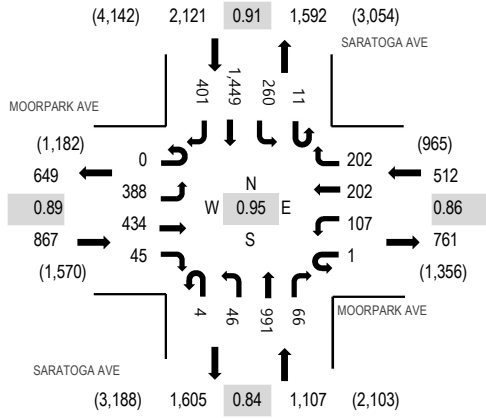 (4,142) 2,121 0.91 1,592 (3,054)
SARATOGA AVE
401 1,449 260 11
MOORPARK AVE
(1,182) 0 202 (965)
649 388 N 202 512
0.89 W 0.95 E 0.86
867 434 S 107 761
(1,570) 45 1 (1,356)
4 46 991 66
MOORPARK AVE
SARATOGA AVE
(3,188) 1,605 0.84 1,107 (2,103)